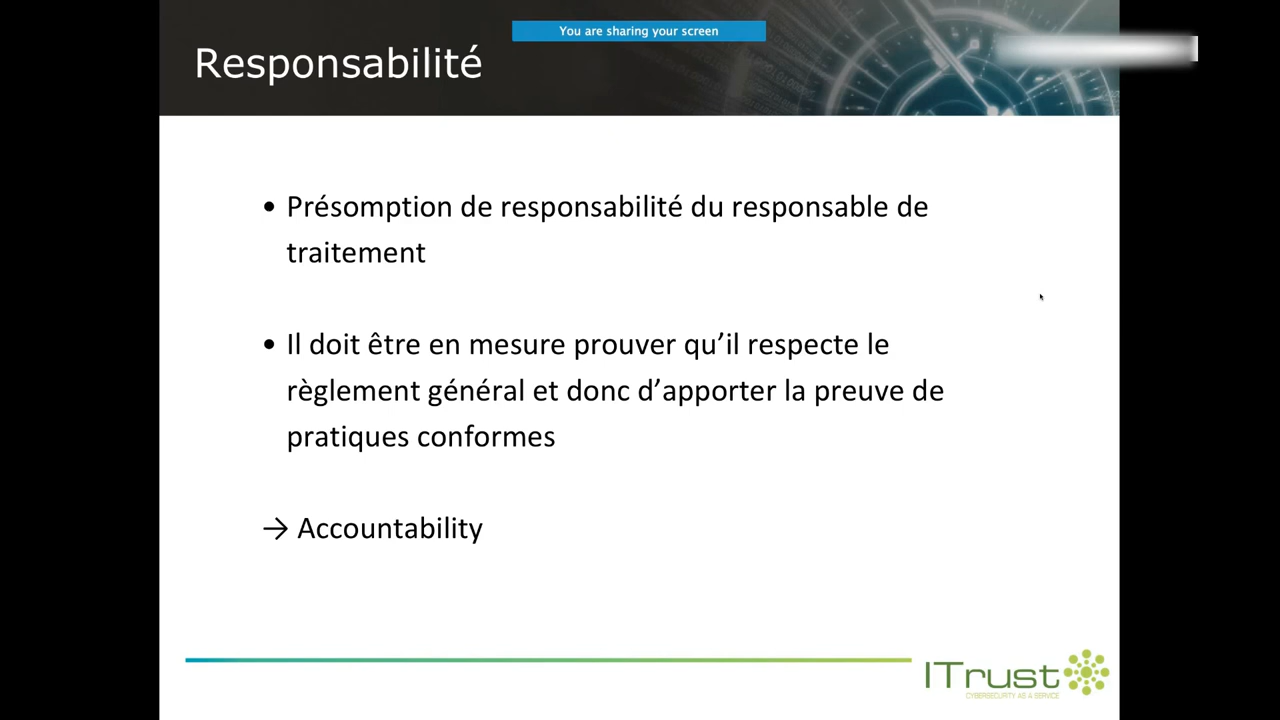 You are sharing your screen
Responsabilité
• Présomption de responsabilité du responsable de
traitement
• Il doit être en mesure prouver qu’il respecte le
règlement général et donc d’apporter la preuve de
pratiques conformes
→ Accountability
ITrust
CYBERSECURITY AS A SERVICE